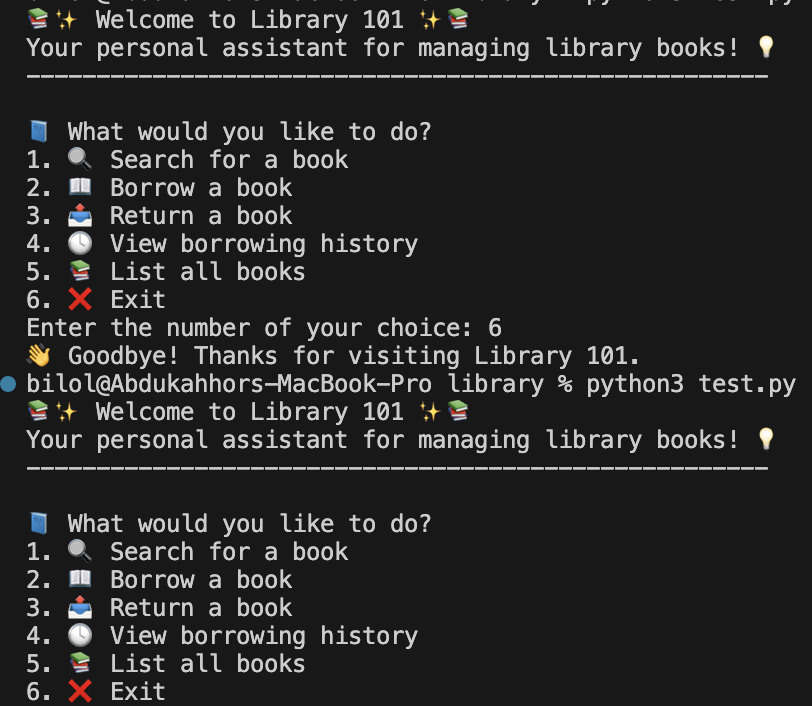 📚✨ Welcome to Library 101 ✨📚
Your personal assistant for managing library books! 💡
—————————————————————————————————————————————————————
📘 What would you like to do?
1. 🔍 Search for a book
2. 📖 Borrow a book
3. 📤 Return a book
4. 🕓 View borrowing history
5. 📚 List all books
6. ❌ Exit
Enter the number of your choice: 6
👋 Goodbye! Thanks for visiting Library 101.
bilol@Abdukahhors-MacBook-Pro library % python3 test.py
📚✨ Welcome to Library 101 ✨📚
Your personal assistant for managing library books! 💡
—————————————————————————————————————————————————————
📘 What would you like to do?
1. 🔍 Search for a book
2. 📖 Borrow a book
3. 📤 Return a book
4. 🕓 View borrowing history
5. 📚 List all books
6. ❌ Exit